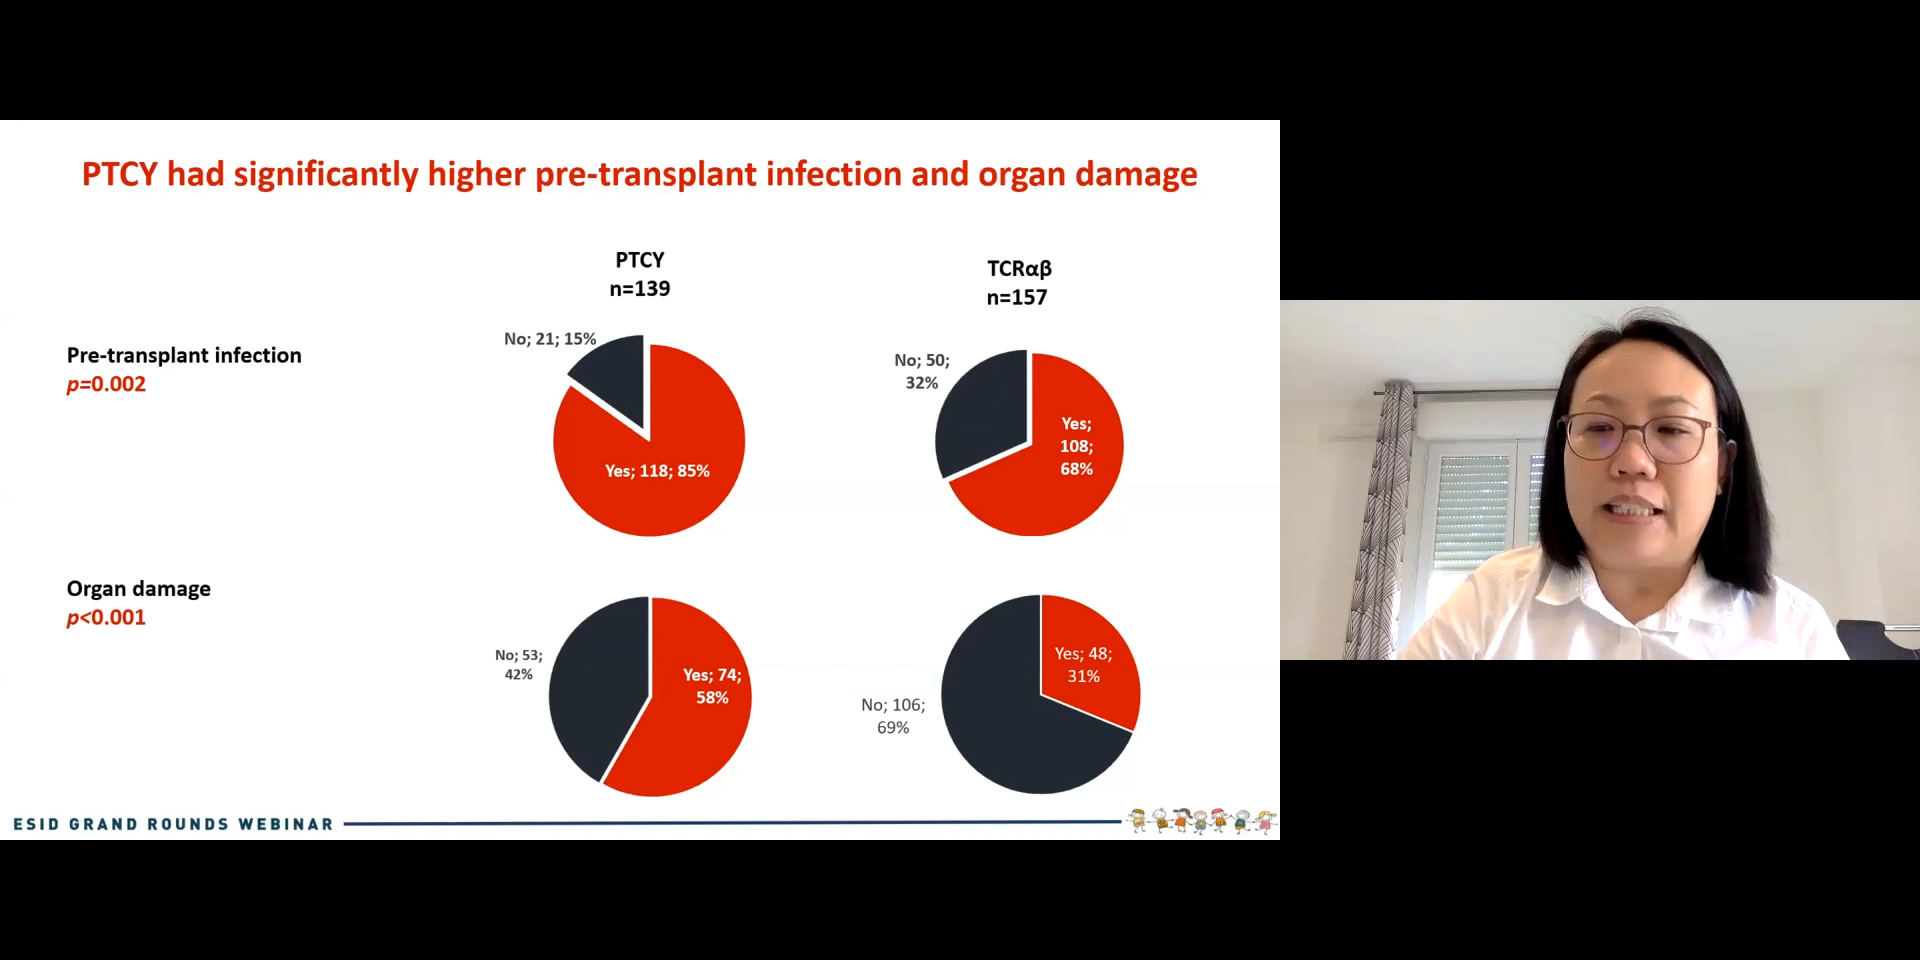 PTCY had significantly higher pre-transplant infection and organ damage
PTCY
n=139
TCRαβ
n=157
Pre-transplant infection
p=0.002
No; 21; 15%
Yes; 118; 85%
No; 50;
32%
Yes;
108;
68%
Organ damage
p<0.001
No; 53;
42%
Yes; 74;
58%
No; 106;
69%
Yes; 48;
31%
ESID GRAND ROUNDS WEBINAR